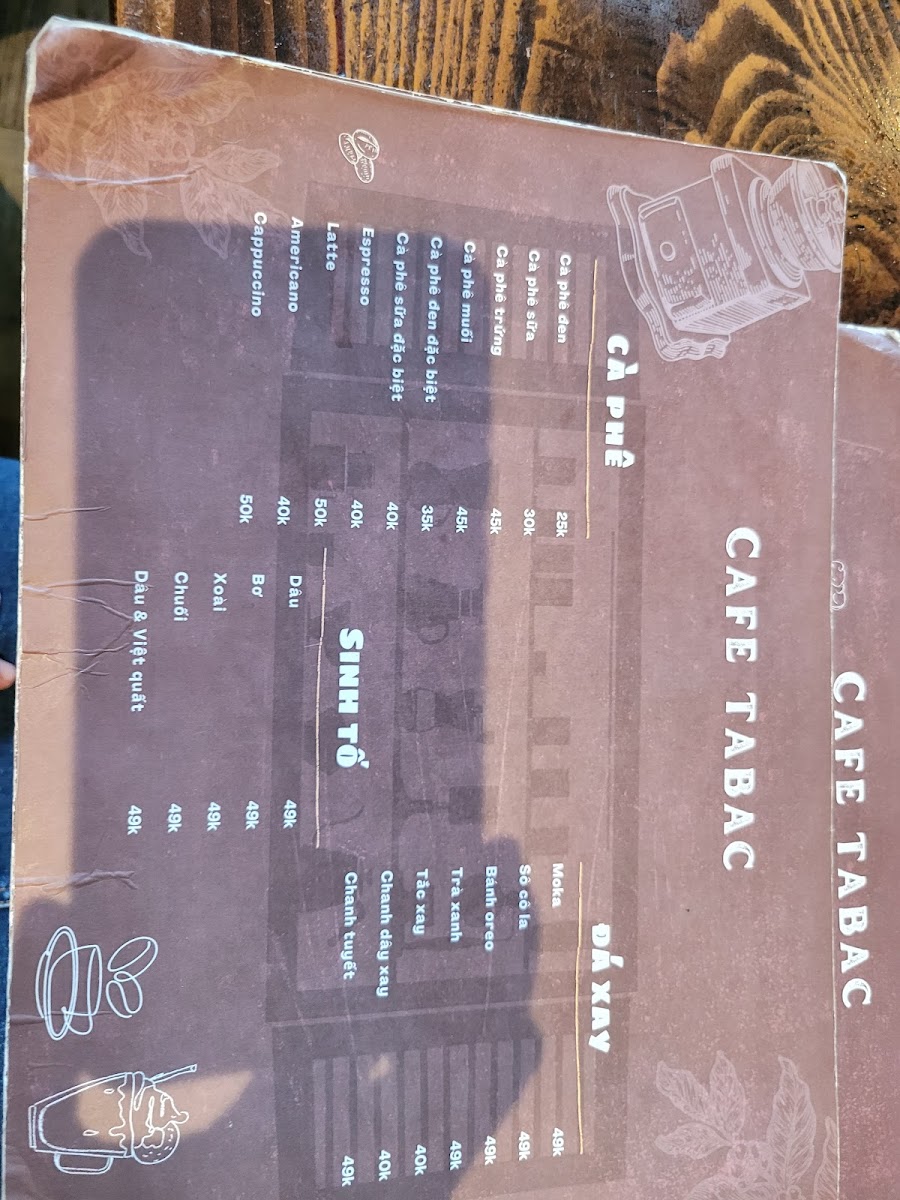 CAFE TABAC
CAFE TABAC
CÀ PHÊ
Cà phê đen 25k
Cà phê sữa 30k
Cà phê trứng 45k
Cà phê muối 45k
Cà phê đen đặc biệt 35k
Cà phê sữa đặc biệt 40k
Espresso 40k
Latte 50k
Americano 40k
Cappuccino 50k
SINH TỐ
Dâu 49k
Bơ 49k
Xoài 49k
Chuối 49k
Dâu & Việt quất 49k
ĐÁ XAY
Moka 49k
Sô cô la 49k
Bánh oreo 49k
Trà xanh 49k
Tắc xay 40k
Chanh dây xay 40k
Chanh tuyết 49k